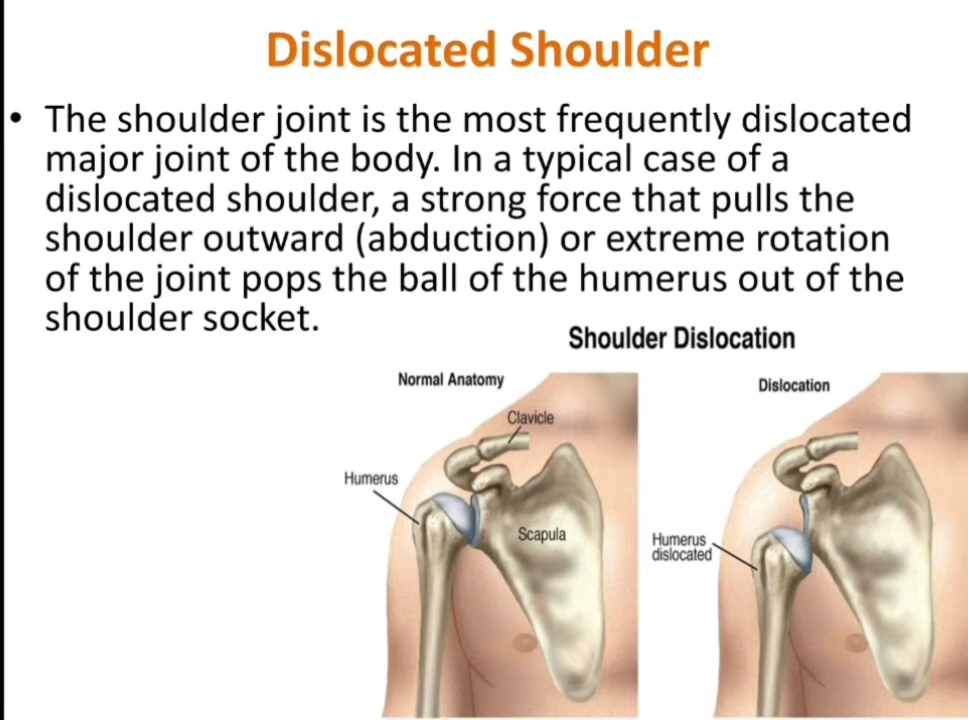 Dislocated Shoulder
• The shoulder joint is the most frequently dislocated
major joint of the body. In a typical case of a
dislocated shoulder, a strong force that pulls the
shoulder outward (abduction) or extreme rotation
of the joint pops the ball of the humerus out of the
shoulder socket.
Shoulder Dislocation
Normal Anatomy
Clavicle
Humerus
Scapula
Dislocation
Humerus
dislocated